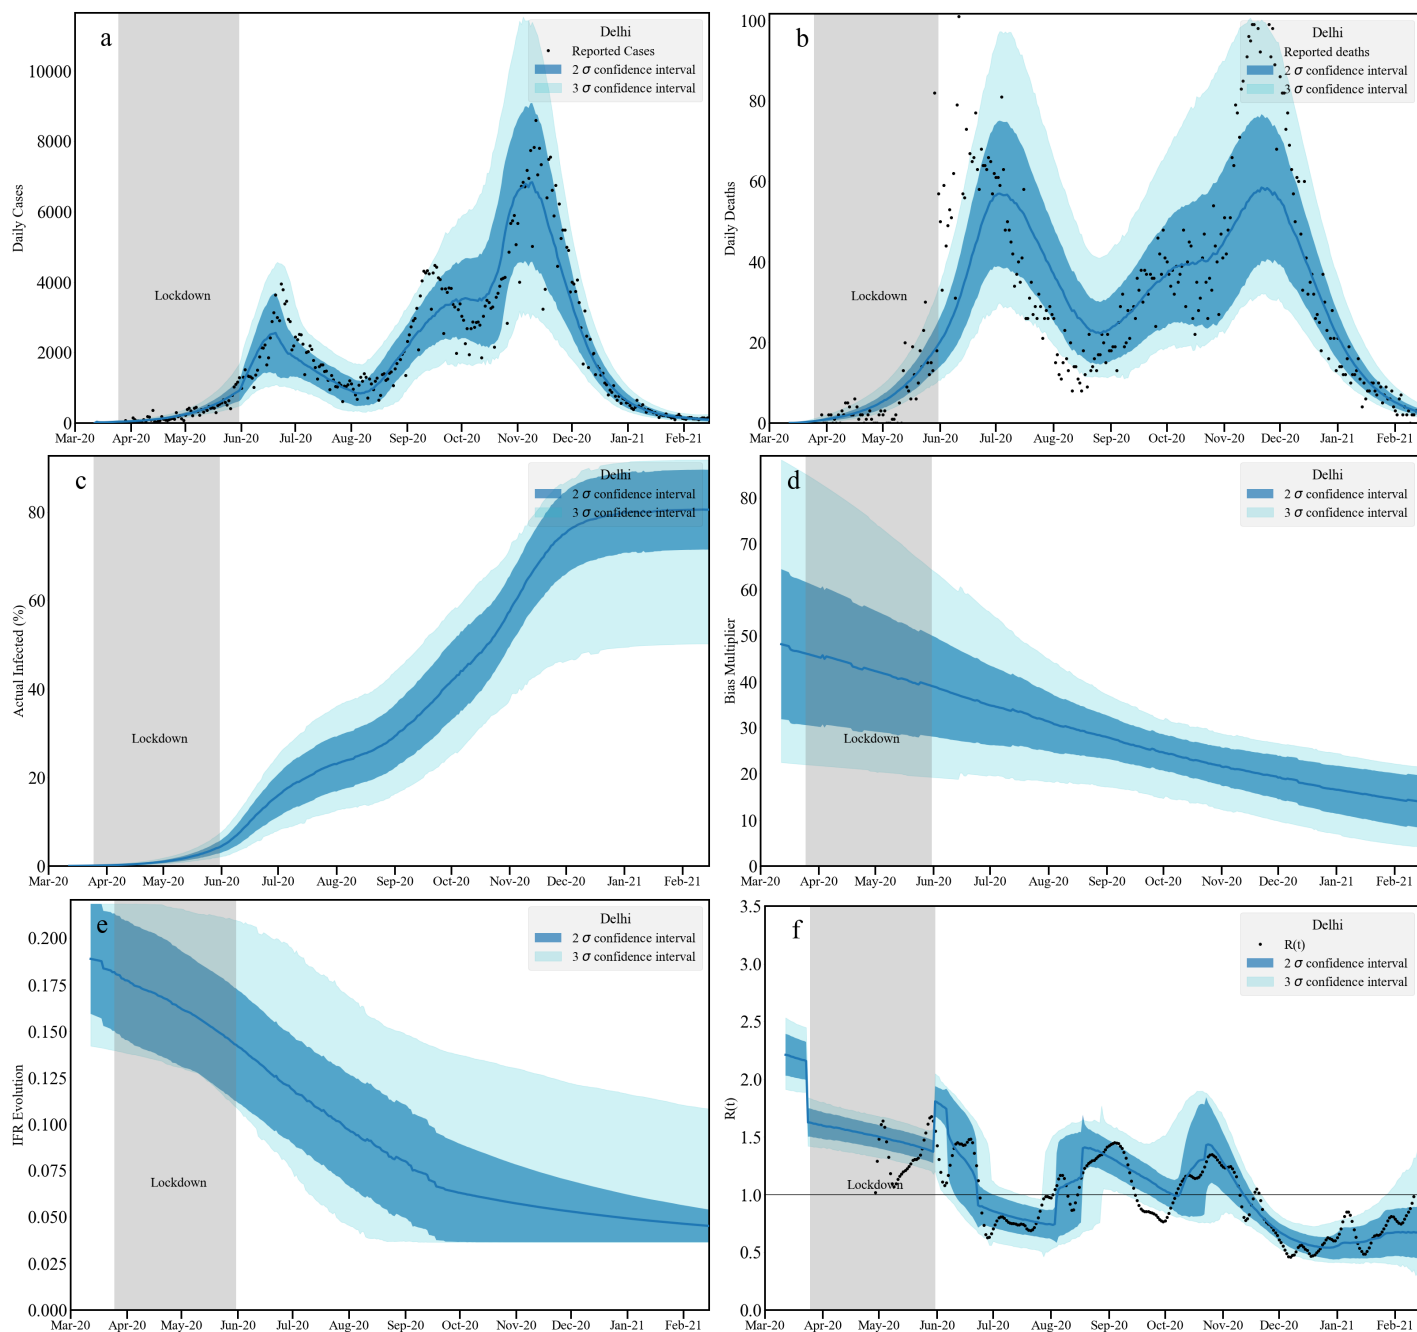 a
Delhi
Reported Cases
2 σ confidence interval
3 σ confidence interval
Lockdown
Daily Cases
10000
8000
6000
4000
2000
0
Mar-20 Apr-20 May-20 Jun-20 Jul-20 Aug-20 Sep-20 Oct-20 Nov-20 Dec-20 Jan-21 Feb-21
b
Delhi
Reported deaths
2 σ confidence interval
3 σ confidence interval
Lockdown
Daily Deaths
100
80
60
40
20
0
Mar-20 Apr-20 May-20 Jun-20 Jul-20 Aug-20 Sep-20 Oct-20 Nov-20 Dec-20 Jan-21 Feb-21
c
Delhi
2 σ confidence interval
3 σ confidence interval
Lockdown
Actual Infected (%)
80
60
40
20
0
Mar-20 Apr-20 May-20 Jun-20 Jul-20 Aug-20 Sep-20 Oct-20 Nov-20 Dec-20 Jan-21 Feb-21
d
Delhi
2 σ confidence interval
3 σ confidence interval
Lockdown
Bias Multiplier
80
70
60
50
40
30
20
10
0
Mar-20 Apr-20 May-20 Jun-20 Jul-20 Aug-20 Sep-20 Oct-20 Nov-20 Dec-20 Jan-21 Feb-21
e
Delhi
2 σ confidence interval
3 σ confidence interval
Lockdown
IFR Evolution
0.200
0.175
0.150
0.125
0.100
0.075
0.050
0.025
0.000
Mar-20 Apr-20 May-20 Jun-20 Jul-20 Aug-20 Sep-20 Oct-20 Nov-20 Dec-20 Jan-21 Feb-21
f
Delhi
R(t)
2 σ confidence interval
3 σ confidence interval
Lockdown
R(t)
3.5
3.0
2.5
2.0
1.5
1.0
0.5
0.0
Mar-20 Apr-20 May-20 Jun-20 Jul-20 Aug-20 Sep-20 Oct-20 Nov-20 Dec-20 Jan-21 Feb-21